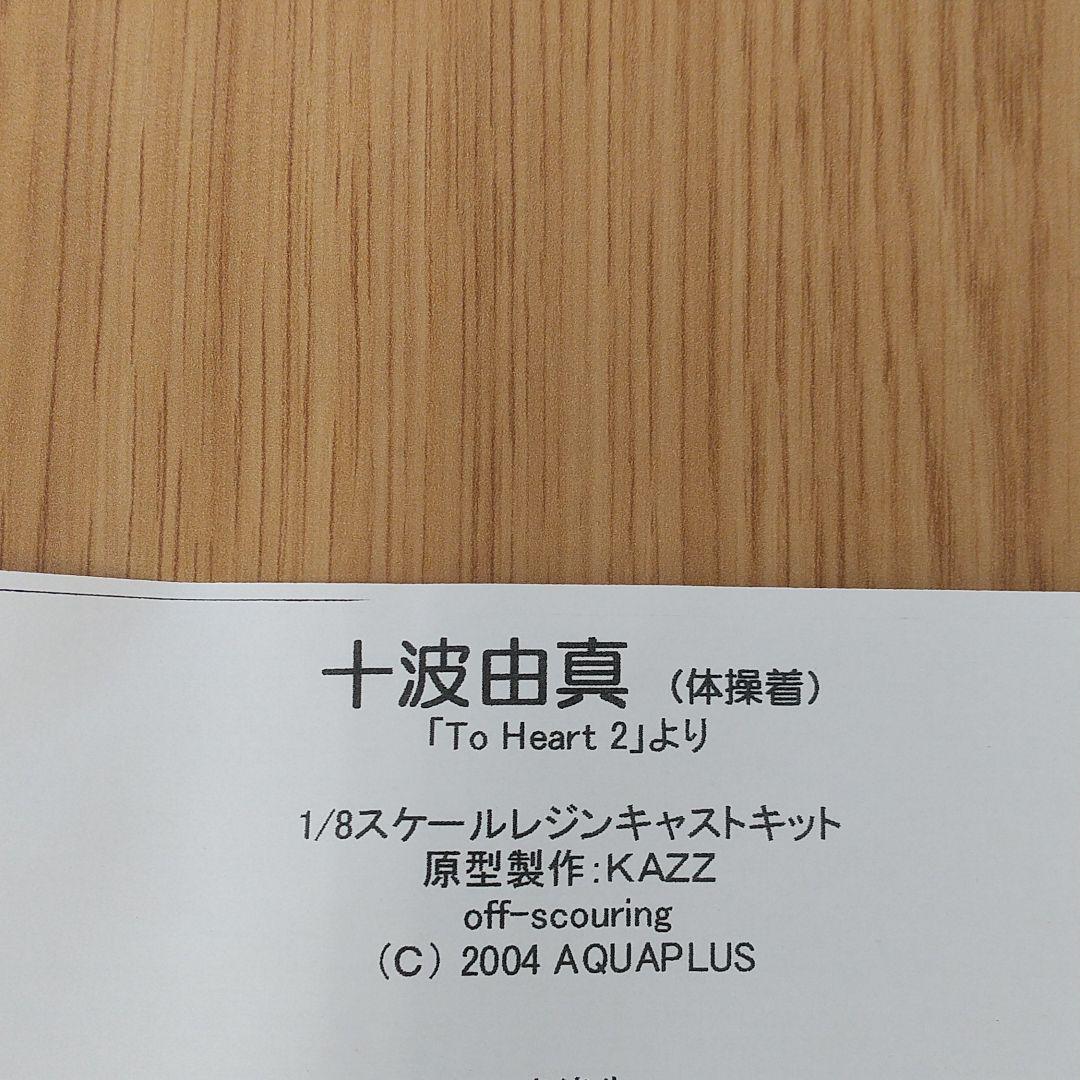 十波由真 (体操着)
「To Heart 2」より
1/8スケールレジンキャストキット
原型製作:KAZZ
off-scouring
(C) 2004 AQUAPLUS